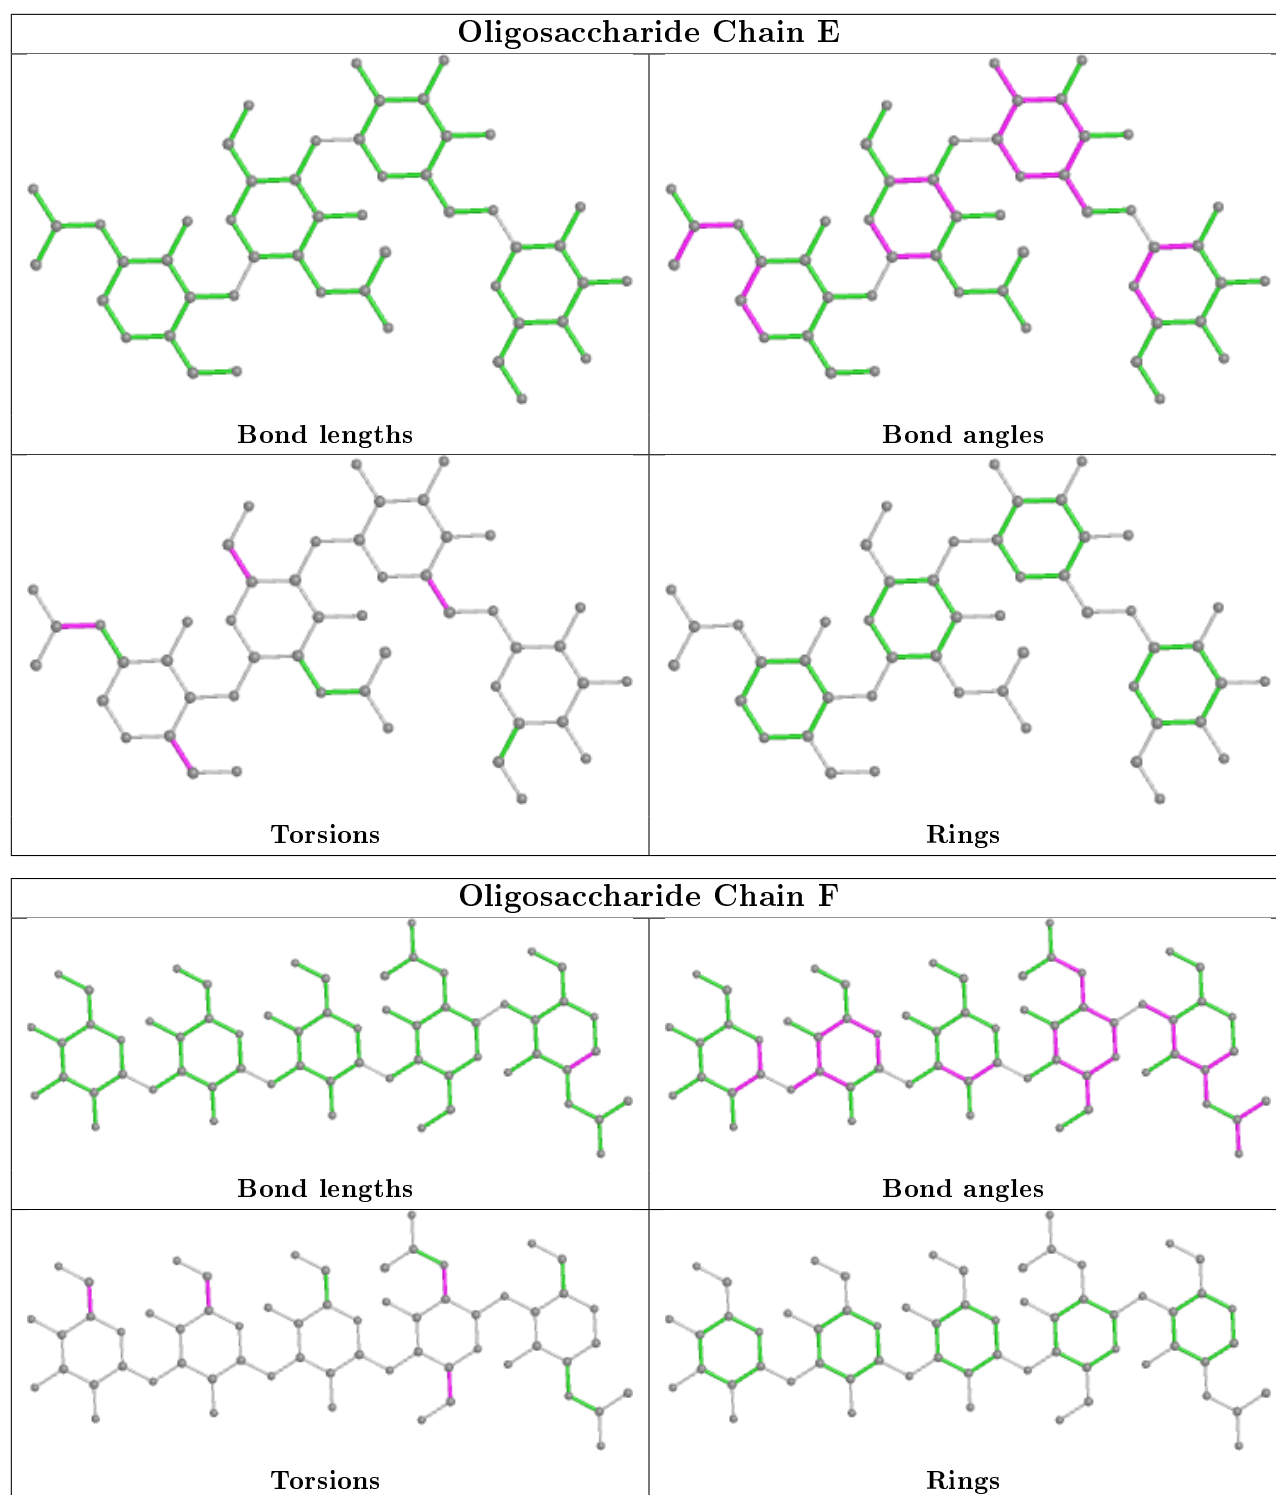 Oligosaccharide Chain E
Bond lengths
Bond angles
Torsions
Rings
Oligosaccharide Chain F
Bond lengths
Bond angles
Torsions
Rings